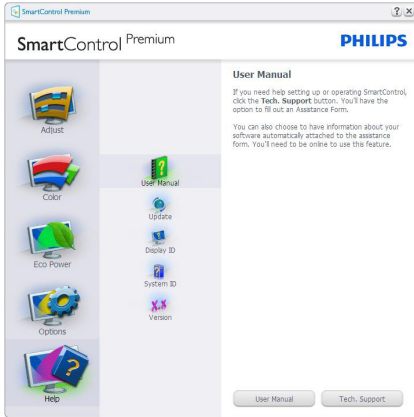 SmartControl Premium
SmartControl Premium
PHILIPS
Adjust
Color
Eco Power
Options
Help
User Manual
Update
Display ID
System ID
X.X
Version
User Manual
If you need help setting up or operating SmartControl,
click the Tech. Support button. You'll have the
option to fill out an Assistance Form.
You can also choose to have information about your
software automatically attached to the assistance
form. You'll need to be online to use this feature.
User Manual
Tech. Support